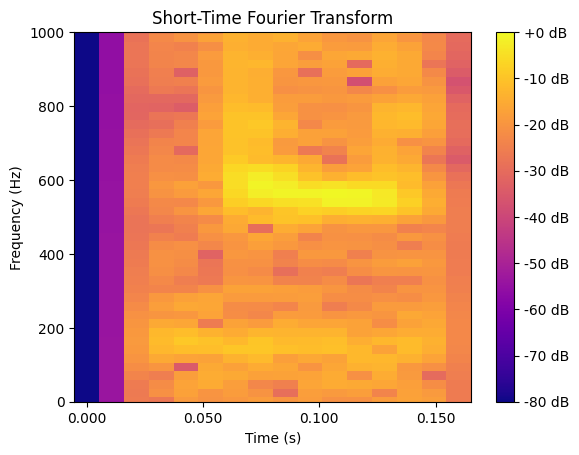 Short-Time Fourier Transform
1000
800
600
400
200
0
Frequency (Hz)
0.000
0.050
0.100
0.150
Time (s)
+0 dB
-10 dB
-20 dB
-30 dB
-40 dB
-50 dB
-60 dB
-70 dB
-80 dB